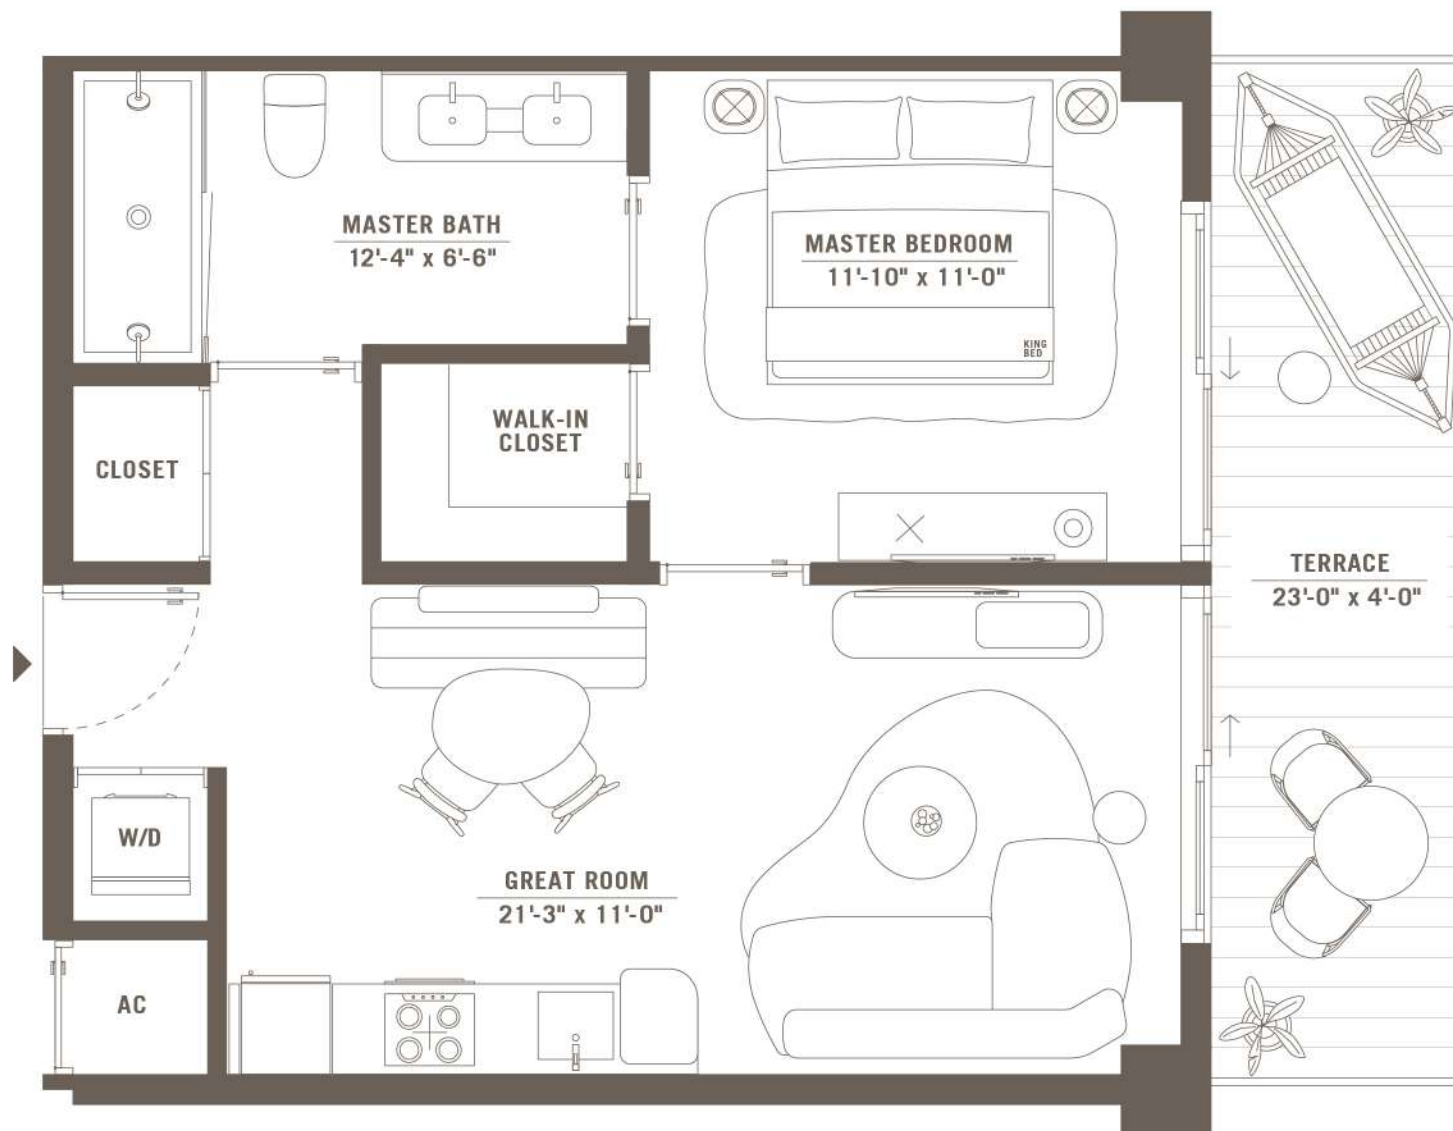 MASTER BATH
12'-4" x 6'-6"
MASTER BEDROOM
11'-10" x 11'-0"
KING
BED
WALK-IN
CLOSET
CLOSET
TERRACE
23'-0" x 4'-0"
W/D
GREAT ROOM
21'-3" x 11'-0"
AC